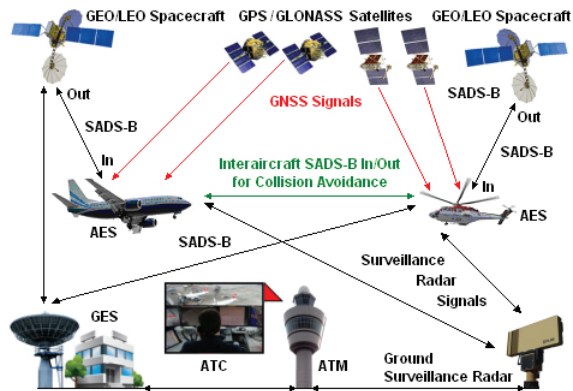 GEO/LEO Spacecraft
GPS/GLONASS Satellites
GEO/LEO Spacecraft
Out
GNSS Signals
SADS-B
Out
SADS-B
SADS-B
In
Interaircraft SADS-B In/Out
for Collision Avoidance
In
AES
AES
SADS-B
Surveillance
Radar
Signals
GES
ATC
ATM
Ground
Surveillance Radar